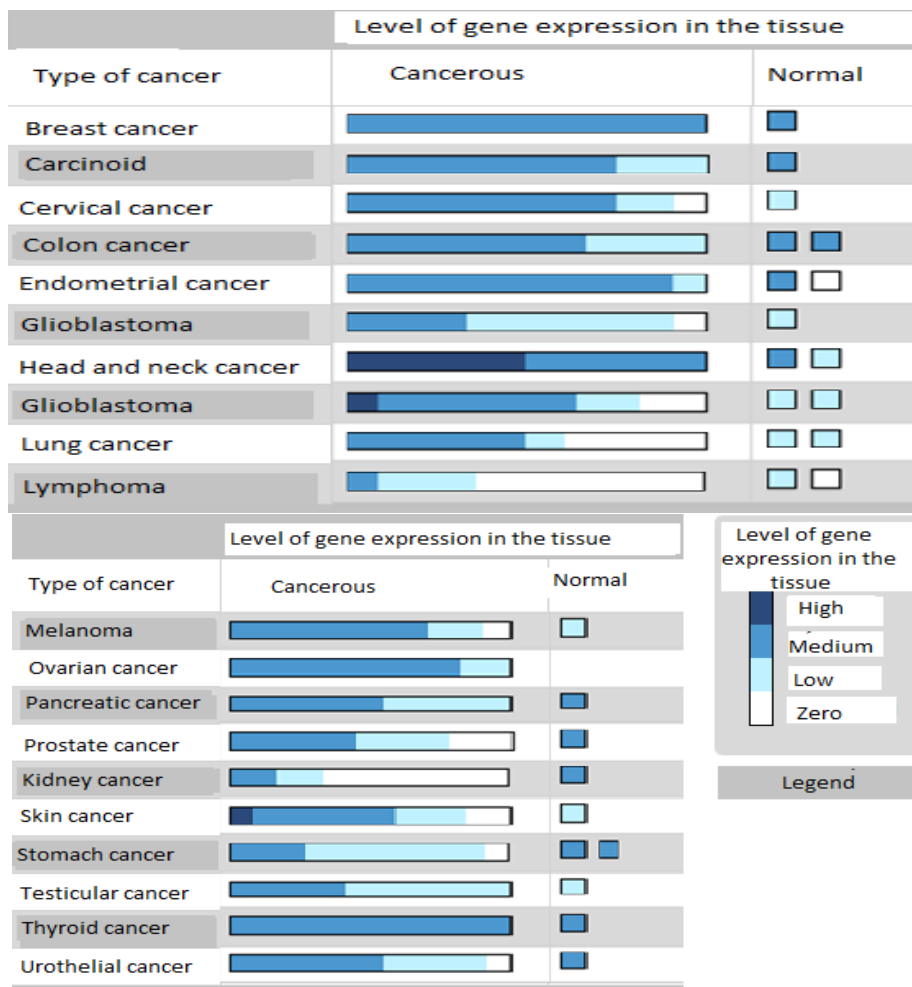 Level of gene expression in the tissue
Type of cancer
Cancerous
Normal
Breast cancer
Carcinoid
Cervical cancer
Colon cancer
Endometrial cancer
Glioblastoma
Head and neck cancer
Glioblastoma
Lung cancer
Lymphoma
Level of gene expression in the tissue
Type of cancer
Cancerous
Normal
Melanoma
Ovarian cancer
Pancreatic cancer
Prostate cancer
Kidney cancer
Skin cancer
Stomach cancer
Testicular cancer
Thyroid cancer
Urothelial cancer
Level of gene
expression in the
tissue
High
Medium
Low
Zero
Legend